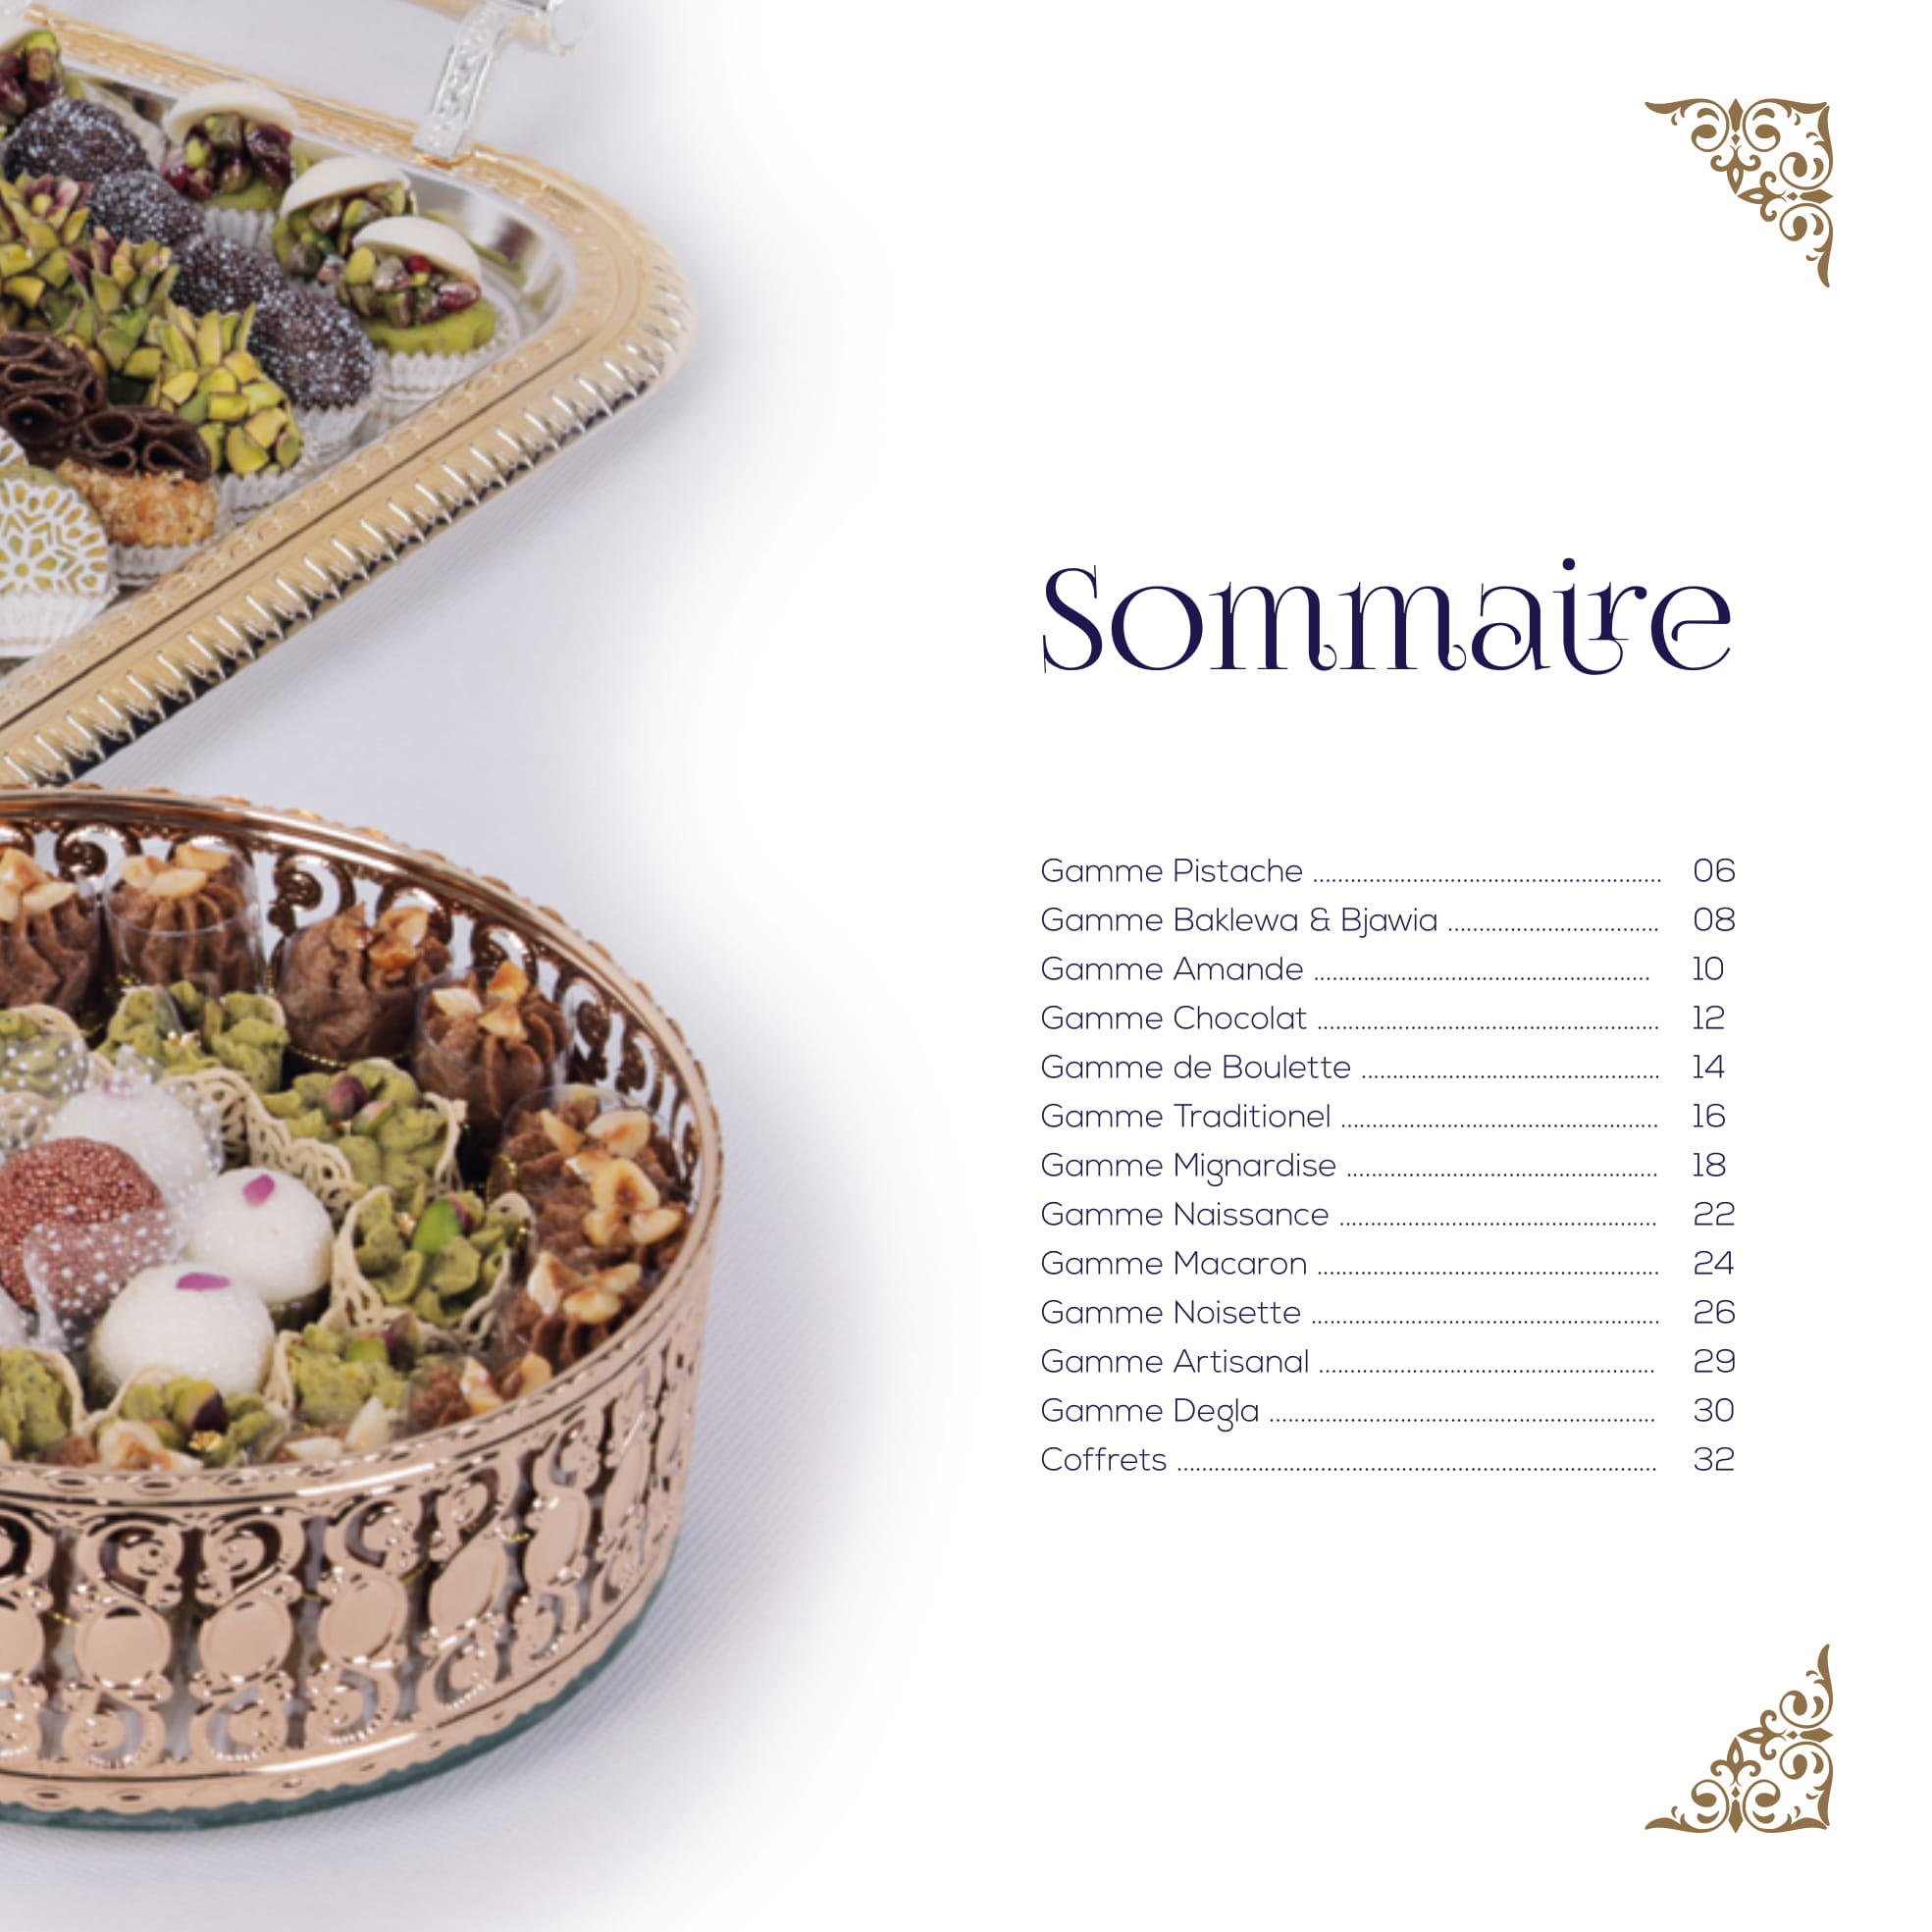 Sommaire
Gamme Pistache ........................................................ 06
Gamme Baklewa & Bjawia .................................. 08
Gamme Amande ...................................................... 10
Gamme Chocolat ....................................................... 12
Gamme de Boulette ................................................ 14
Gamme Traditionel ................................................... 16
Gamme Mignardise .................................................. 18
Gamme Naissance ................................................... 22
Gamme Macaron ....................................................... 24
Gamme Noisette ........................................................ 26
Gamme Artisanal ...................................................... 29
Gamme Degla .............................................................. 30
Coffrets ............................................................................. 32